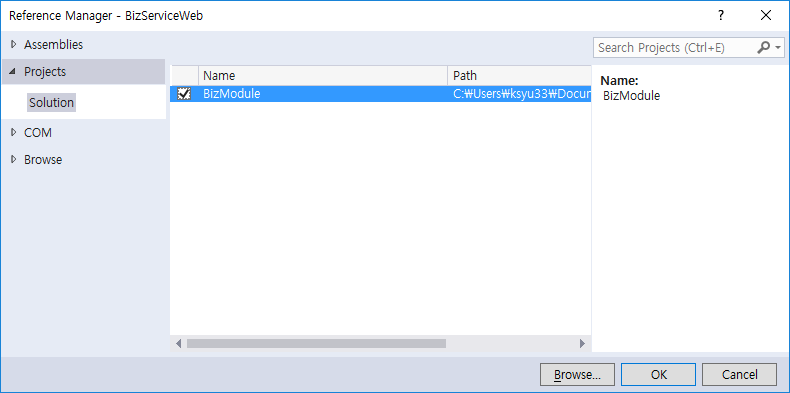 Reference Manager - BizServiceWeb
Assemblies
Projects
Solution
COM
Browse
Name Path
BizModule C:₩Users₩ksyu33₩Docum
Search Projects (Ctrl+E)
Name:
BizModule
Browse...
OK
Cancel